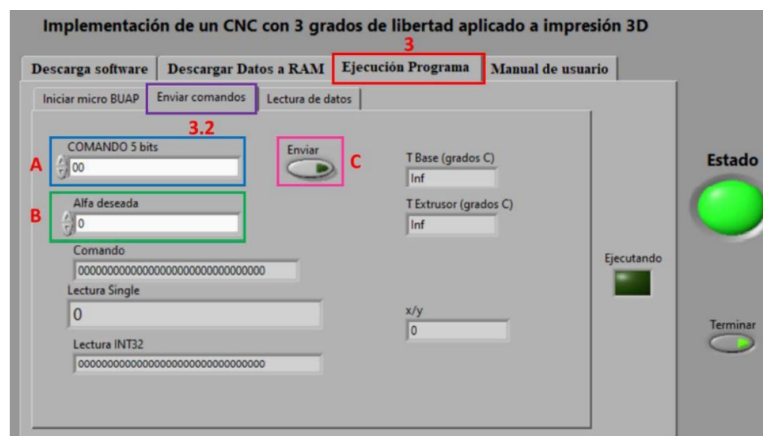 Implementación de un CNC con 3 grados de libertad aplicado a impresión 3D
3
Descarga software Descargar Datos a RAM Ejecución Programa Manual de usuario
Iniciar micro BUAP Enviar comandos Lectura de datos
3.2
COMANDO 5 bits
A
00
Enviar
C
T Base (grados C)
Inf
Estado
B
Alfa deseada
0
T Extrusor (grados C)
Inf
Comando
00000000000000000000000000000000
Ejecutando
Lectura Single
0
x/y
0
Terminar
Lectura INT32
00000000000000000000000000000000